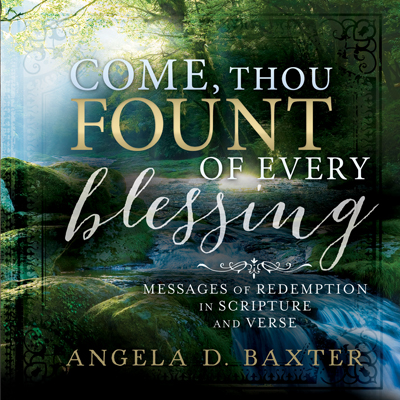 COME, THOU
FOUNT
OF EVERY
blessing
MESSAGES OF REDEMPTION
IN SCRIPTURE
AND VERSE
ANGELA D. BAXTER